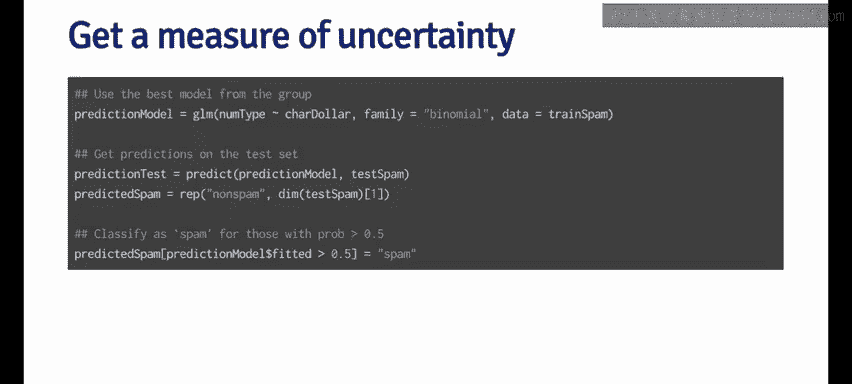 Get a measure of uncertainty
## Use the best model from the group
predictionModel = glm(numType ~ charDollar, family = "binomial", data = trainSpam)
## Get predictions on the test set
predictionTest = predict(predictionModel, testSpam)
predictedSpam = rep("nonspam", dim(testSpam)[1])
## Classify as `spam' for those with prob > 0.5
predictedSpam[predictionModel$fitted > 0.5] = "spam"